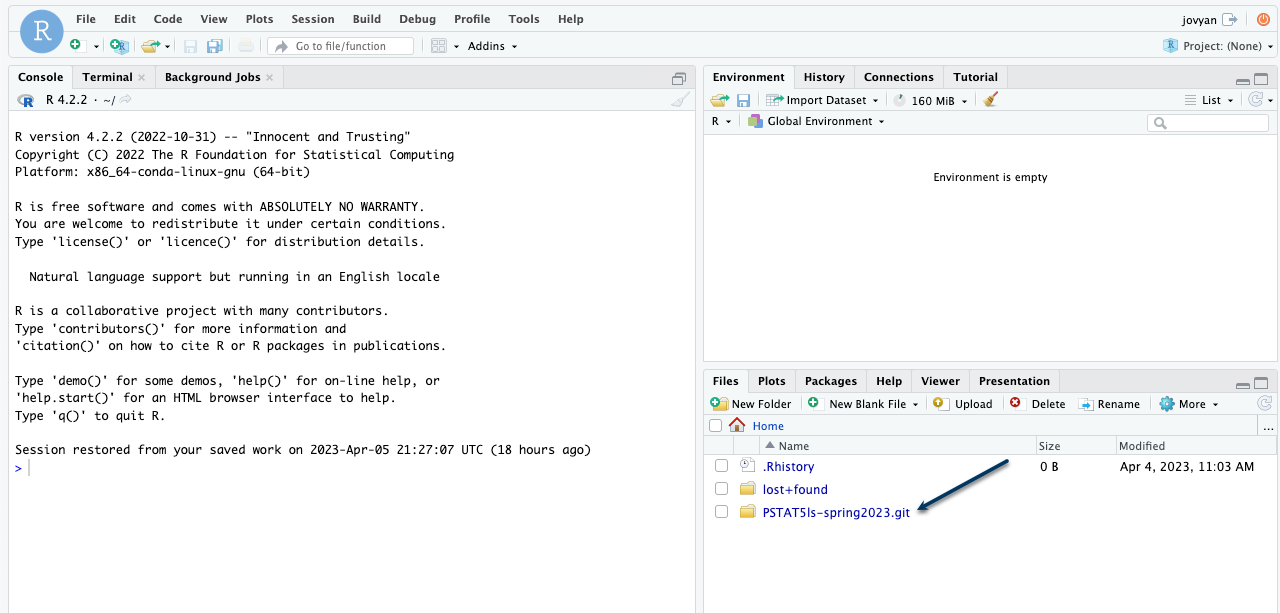 File Edit Code View Plots Session Build Debug Profile Tools Help
jovyan
R
Go to file/function
Addins
Project: (None)
Console Terminal Background Jobs
R 4.2.2 · ~/
R version 4.2.2 (2022-10-31) -- "Innocent and Trusting"
Copyright (C) 2022 The R Foundation for Statistical Computing
Platform: x86_64-conda-linux-gnu (64-bit)
R is free software and comes with ABSOLUTELY NO WARRANTY.
You are welcome to redistribute it under certain conditions.
Type 'license()' or 'licence()' for distribution details.
Natural language support but running in an English locale
R is a collaborative project with many contributors.
Type 'contributors()' for more information and
'citation()' on how to cite R or R packages in publications.
Type 'demo()' for some demos, 'help()' for on-line help, or
'help.start()' for an HTML browser interface to help.
Type 'q()' to quit R.
Session restored from your saved work on 2023-Apr-05 21:27:07 UTC (18 hours ago)
>
Environment History Connections Tutorial
Import Dataset 160 MiB List
R Global Environment
Environment is empty
Files Plots Packages Help Viewer Presentation
New Folder New Blank File Upload Delete Rename More
Home ...
Name Size Modified
.Rhistory 0 B Apr 4, 2023, 11:03 AM
lost+found
PSTAT5ls-spring2023.git